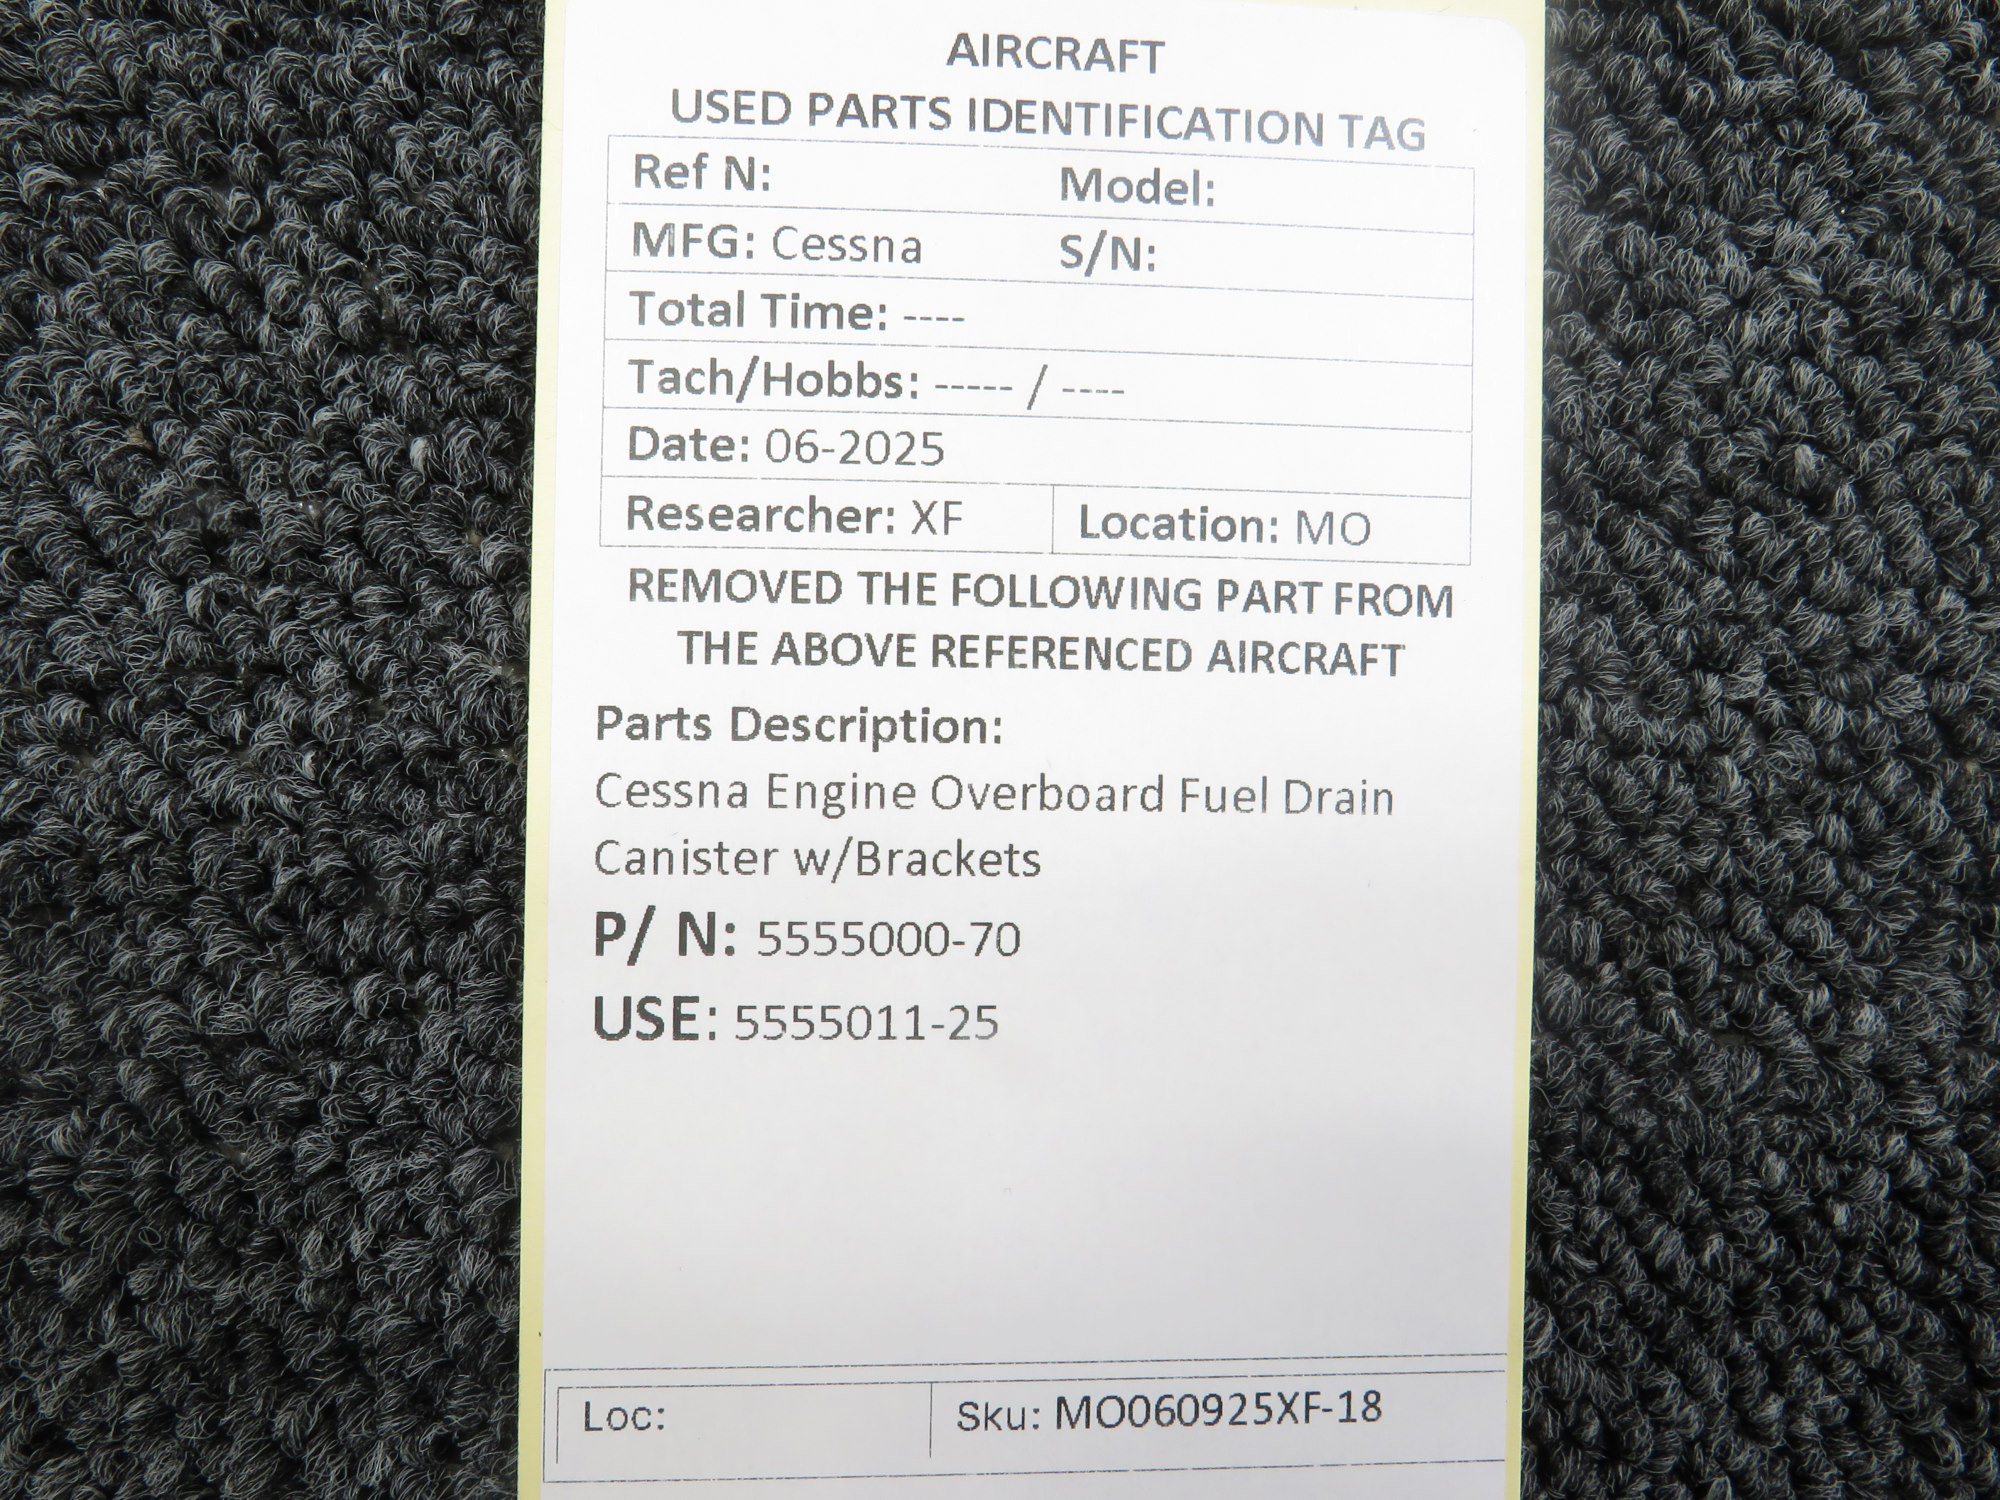 AIRCRAFT
USED PARTS IDENTIFICATION TAG
Ref N: Model:
MFG: Cessna S/N:
Total Time: ----
Tach/Hobbs: ----- / ----
Date: 06-2025
Researcher: XF Location: MO
REMOVED THE FOLLOWING PART FROM
THE ABOVE REFERENCED AIRCRAFT
Parts Description:
Cessna Engine Overboard Fuel Drain
Canister w/Brackets
P/ N: 5555000-70
USE: 5555011-25
Loc: Sku: MO060925XF-18